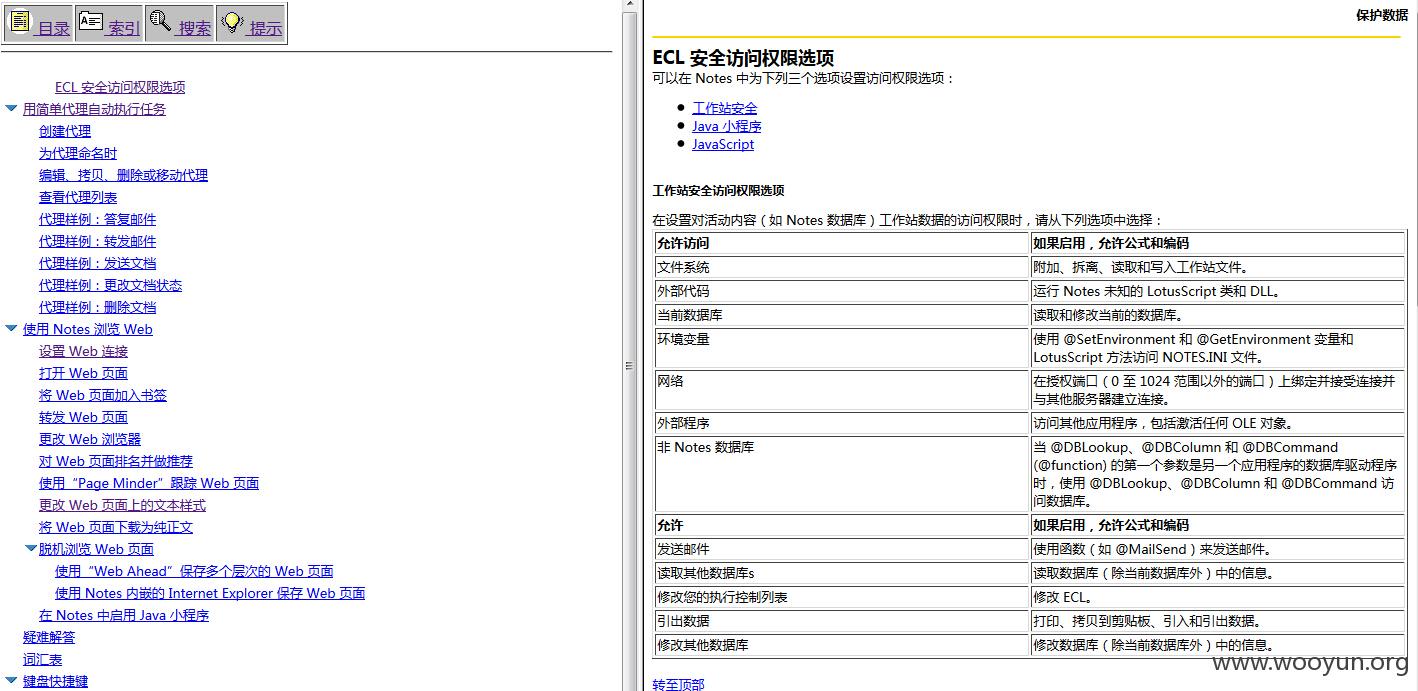 目录 索引 搜索 提示
ECL 安全访问权限选项
用简单代理自动执行任务
创建代理
为代理命名时
编辑、拷贝、删除或移动代理
查看代理列表
代理样例：答复邮件
代理样例：转发邮件
代理样例：发送文档
代理样例：更改文档状态
代理样例：删除文档
使用 Notes 浏览 Web
设置 Web 连接
打开 Web 页面
将 Web 页面加入书签
转发 Web 页面
更改 Web 浏览器
对 Web 页面排名并做推荐
使用“Page Minder”跟踪 Web 页面
更改 Web 页面上的文本样式
将 Web 页面下载为纯正文
脱机浏览 Web 页面
使用“Web Ahead”保存多个层次的 Web 页面
使用 Notes 内嵌的 Internet Explorer 保存 Web 页面
在 Notes 中启用 Java 小程序
疑难解答
词汇表
键盘快捷键
保护数据
ECL 安全访问权限选项
可以在 Notes 中为下列三个选项设置访问权限选项：
工作站安全
Java 小程序
JavaScript
工作站安全访问权限选项
在设置对活动内容（如 Notes 数据库）工作站数据的访问权限时，请从下列选项中选择：
允许访问 如果启用，允许公式和编码
文件系统 附加、拆离、读取和写入工作站文件。
外部代码 运行 Notes 未知的 LotusScript 类和 DLL。
当前数据库 读取和修改当前的数据库。
环境变量 使用 @SetEnvironment 和 @GetEnvironment 变量和
LotusScript 方法访问 NOTES.INI 文件。
网络 在授权端口（0 至 1024 范围以外的端口）上绑定并接受连接并
与其他服务器建立连接。
外部程序 访问其他应用程序，包括激活任何 OLE 对象。
非 Notes 数据库 当 @DBLookup、@DBColumn 和 @DBCommand
(@function) 的第一个参数是另一个应用程序的数据库驱动程序
时，使用 @DBLookup、@DBColumn 和 @DBCommand 访
问数据库。
允许 如果启用，允许公式和编码
发送邮件 使用函数（如 @MailSend）来发送邮件。
读取其他数据库s 读取数据库（除当前数据库外）中的信息。
修改您的执行控制列表 修改 ECL。
引出数据 打印、拷贝到剪贴板、引入和引出数据。
修改其他数据库 修改数据库（除当前数据库外）中的信息。
www.wooyun.org
转至顶部